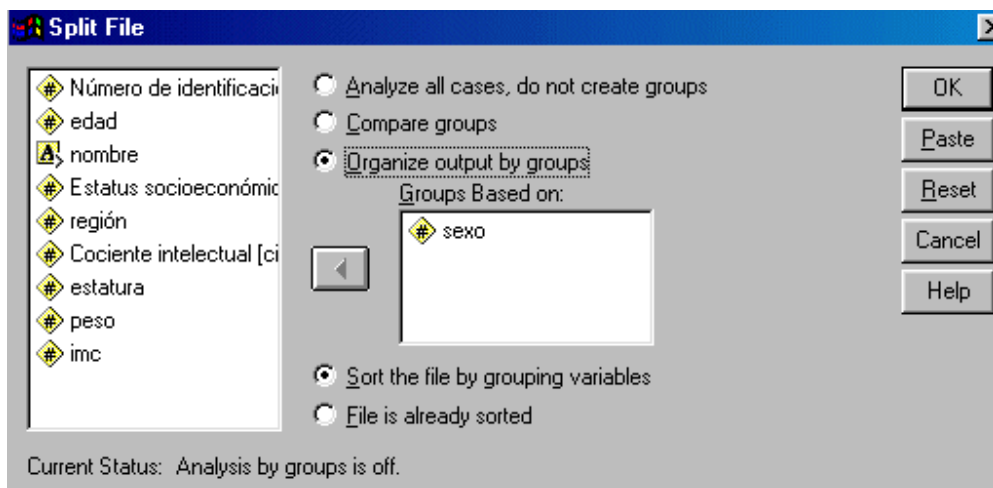 Split File
Número de identificaci
edad
nombre
Estatus socioeconómic
región
Cociente intelectual [ci
estatura
peso
imc
Analyze all cases, do not create groups
Compare groups
Organize output by groups
Groups Based on:
sexo
Sort the file by grouping variables
File is already sorted
OK
Paste
Reset
Cancel
Help
Current Status: Analysis by groups is off.